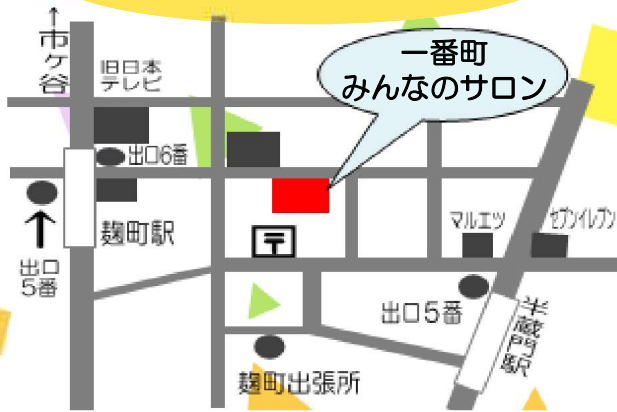 ↑
市ヶ谷
旧日本
テレビ
一番町
みんなのサロン
出口6番
麹町駅
↑
出口
5番
〒
マルエツ
セブンイレブン
出口5番
半蔵門駅
麹町出張所